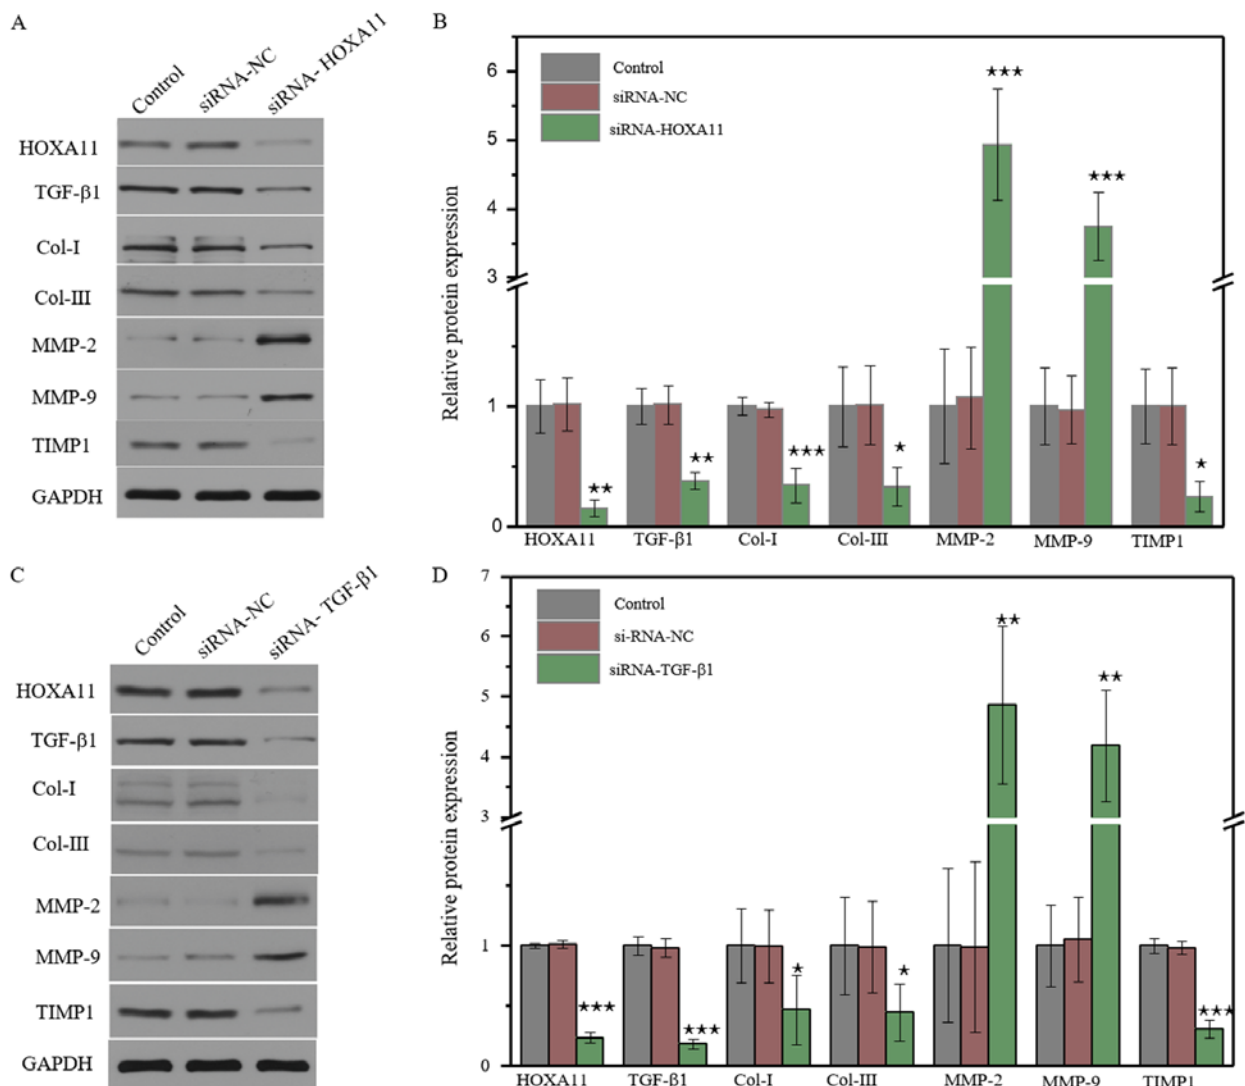 A
Control
siRNA-NC
siRNA- HOXA11
HOXA11
TGF-β1
Col-I
Col-III
MMP-2
MMP-9
TIMP1
GAPDH
B
Control
siRNA-NC
siRNA-HOXA11
Relative protein expression
6
5
4
3
1
0
★★
★★
★★★
★
★★★
★★★
★
HOXA11
TGF-β1
Col-I
Col-III
MMP-2
MMP-9
TIMP1
C
Control
siRNA-NC
siRNA- TGF-β1
HOXA11
TGF-β1
Col-I
Col-III
MMP-2
MMP-9
TIMP1
GAPDH
D
Control
si-RNA-NC
siRNA-TGF-β1
Relative protein expression
7
6
5
4
3
1
0
★★★
★★★
★
★
★★
★★
★★★
HOXA11
TGF-β1
Col-I
Col-III
MMP-2
MMP-9
TIMP1